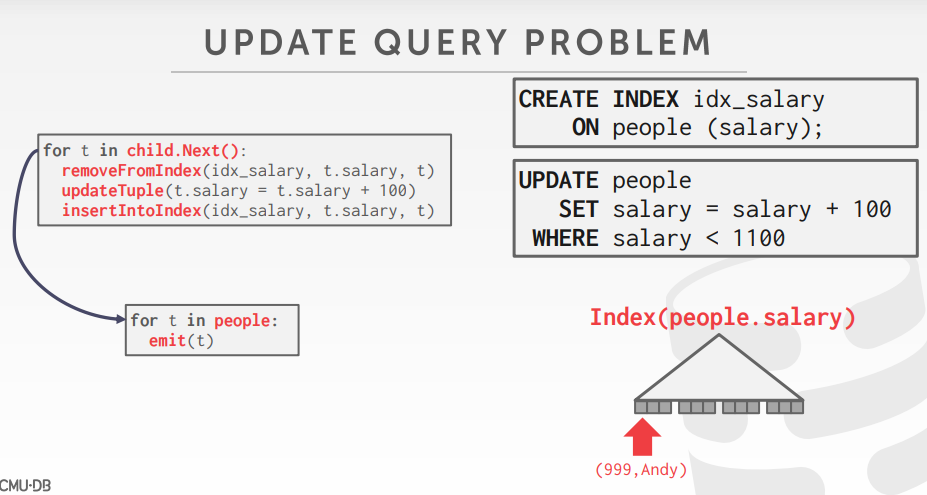 UPDATE QUERY PROBLEM
CREATE INDEX idx_salary
ON people (salary);
for t in child.Next():
removeFromIndex(idx_salary, t.salary, t)
updateTuple(t.salary = t.salary + 100)
insertIntoIndex(idx_salary, t.salary, t)
UPDATE people
SET salary = salary + 100
WHERE salary < 1100
for t in people:
emit(t)
Index(people.salary)
(999,Andy)
CMU·DB